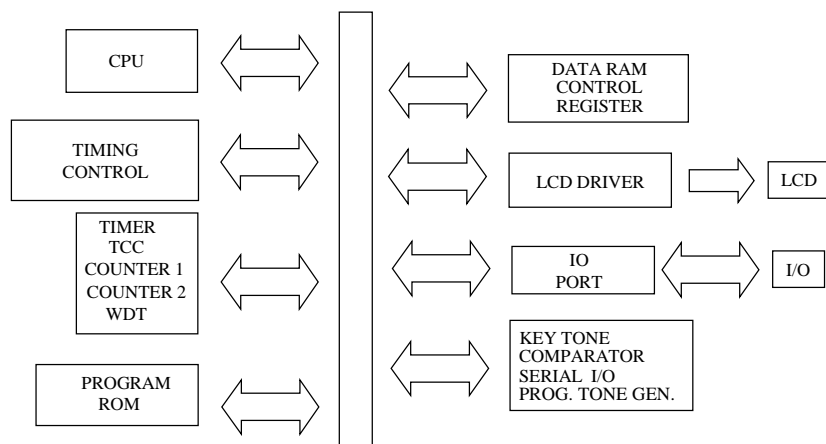 CPU
TIMING
CONTROL
TIMER
TCC
COUNTER 1
COUNTER 2
WDT
PROGRAM
ROM
DATA RAM
CONTROL
REGISTER
LCD DRIVER
LCD
IO
PORT
I/O
KEY TONE
COMPARATOR
SERIAL I/O
PROG. TONE GEN.